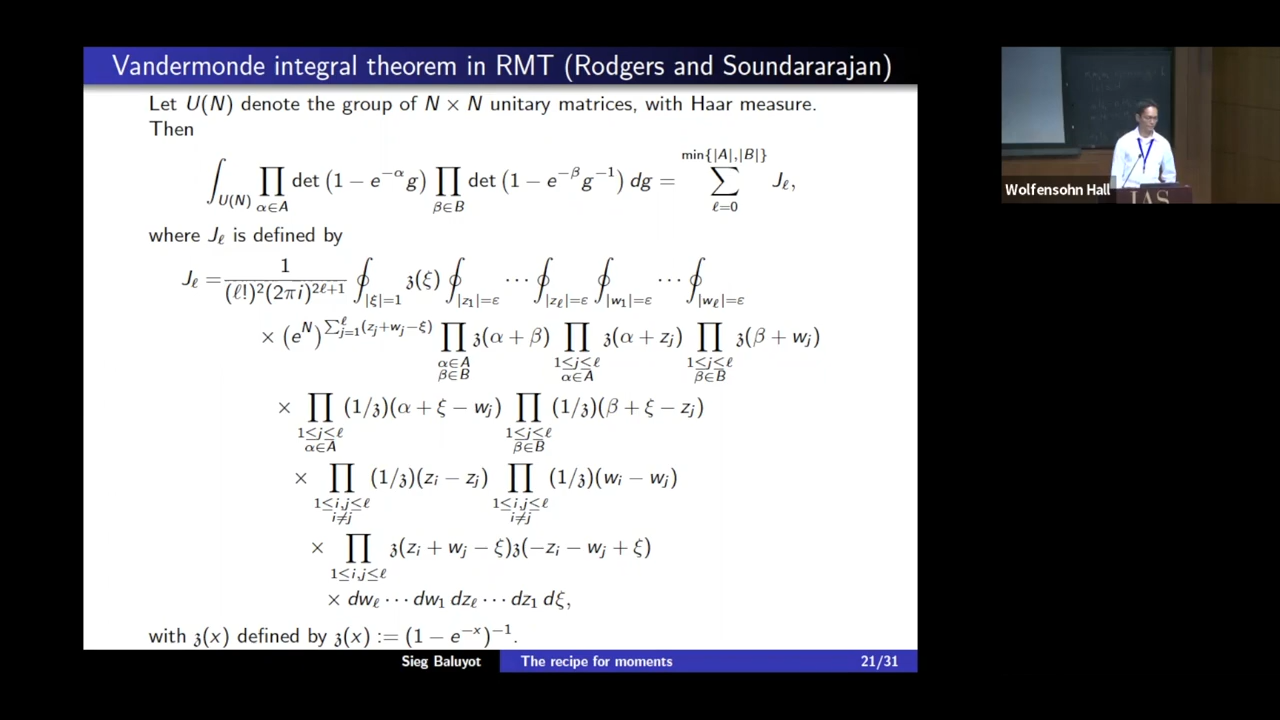 Vandermonde integral theorem in RMT (Rodgers and Soundararajan)
Let U(N) denote the group of N × N unitary matrices, with Haar measure.
Then
∫_{U(N)} ∏_{α∈A} det (1 − e^{−α}g) ∏_{β∈B} det (1 − e^{−β}g^{−1}) dg = ∑_{ℓ=0}^{min{|A|,|B|}} J_ℓ,
where J_ℓ is defined by
J_ℓ = 1/((ℓ!)²(2πi)^{2ℓ+1}) ∮_{|ξ|=1} 𝔷(ξ) ∮_{|z_1|=ε} ⋯ ∮_{|z_ℓ|=ε} ∮_{|w_1|=ε} ⋯ ∮_{|w_ℓ|=ε}
× (e^N)^{∑_{j=1}^{ℓ}(z_j+w_j−ξ)} ∏_{α∈A β∈B} 𝔷(α + β) ∏_{1≤j≤ℓ α∈A} 𝔷(α + z_j) ∏_{1≤j≤ℓ β∈B} 𝔷(β + w_j)
× ∏_{1≤j≤ℓ α∈A} (1/𝔷)(α + ξ − w_j) ∏_{1≤j≤ℓ β∈B} (1/𝔷)(β + ξ − z_j)
× ∏_{1≤i,j≤ℓ i≠j} (1/𝔷)(z_i − z_j) ∏_{1≤i,j≤ℓ i≠j} (1/𝔷)(w_i − w_j)
× ∏_{1≤i,j≤ℓ} 𝔷(z_i + w_j − ξ)𝔷(−z_i − w_j + ξ)
× dw_ℓ ⋯ dw_1 dz_ℓ ⋯ dz_1 dξ,
with 𝔷(x) defined by 𝔷(x) := (1 − e^{−x})^{−1}.
Sieg Baluyot The recipe for moments 21/31
Wolfensohn Hall
IAS